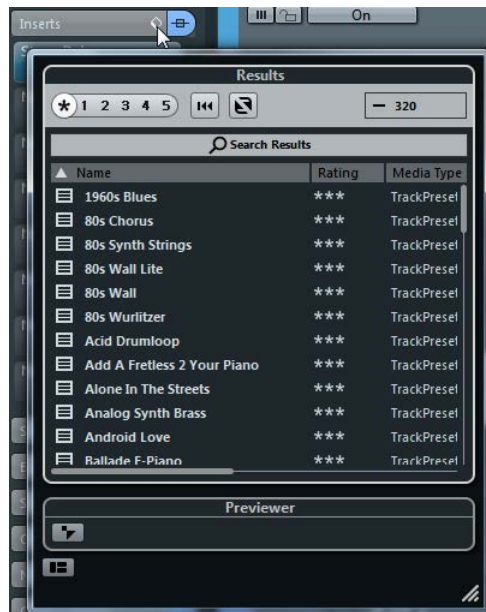 Inserts
On
Results
* 1 2 3 4 5
320
Search Results
Name Rating Media Type
1960s Blues *** TrackPreset
80s Chorus *** TrackPreset
80s Synth Strings *** TrackPreset
80s Wall Lite *** TrackPreset
80s Wall *** TrackPreset
80s Wurlitzer *** TrackPreset
Acid Drumloop *** TrackPreset
Add A Fretless 2 Your Piano *** TrackPreset
Alone In The Streets *** TrackPreset
Analog Synth Brass *** TrackPreset
Android Love *** TrackPreset
Ballade E-Piano *** TrackPreset
Previewer